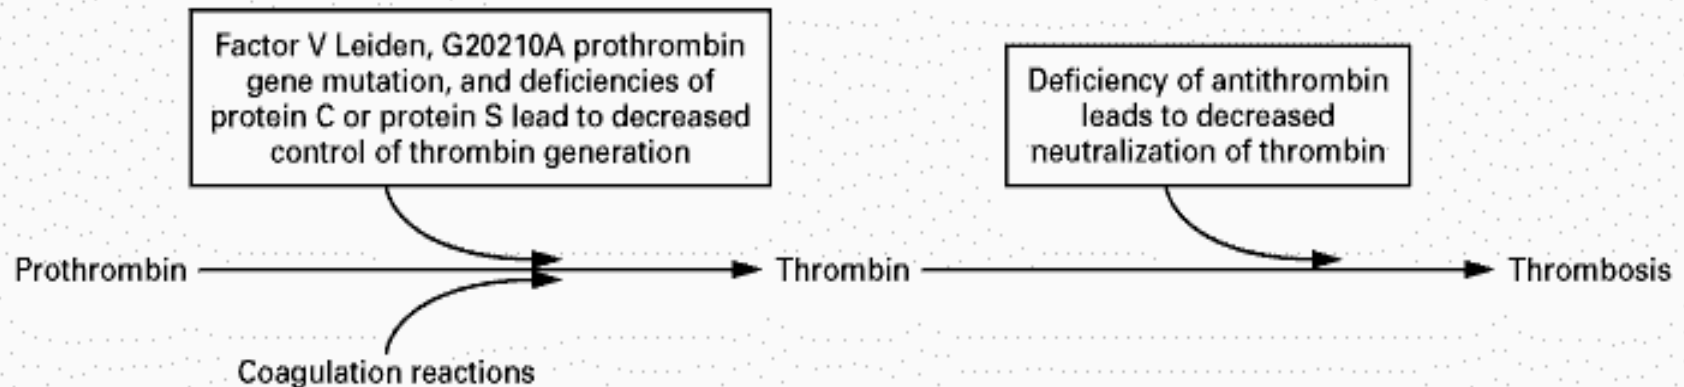 Factor V Leiden, G20210A prothrombin
gene mutation, and deficiencies of
protein C or protein S lead to decreased
control of thrombin generation
Deficiency of antithrombin
leads to decreased
neutralization of thrombin
Prothrombin
Thrombin
Thrombosis
Coagulation reactions